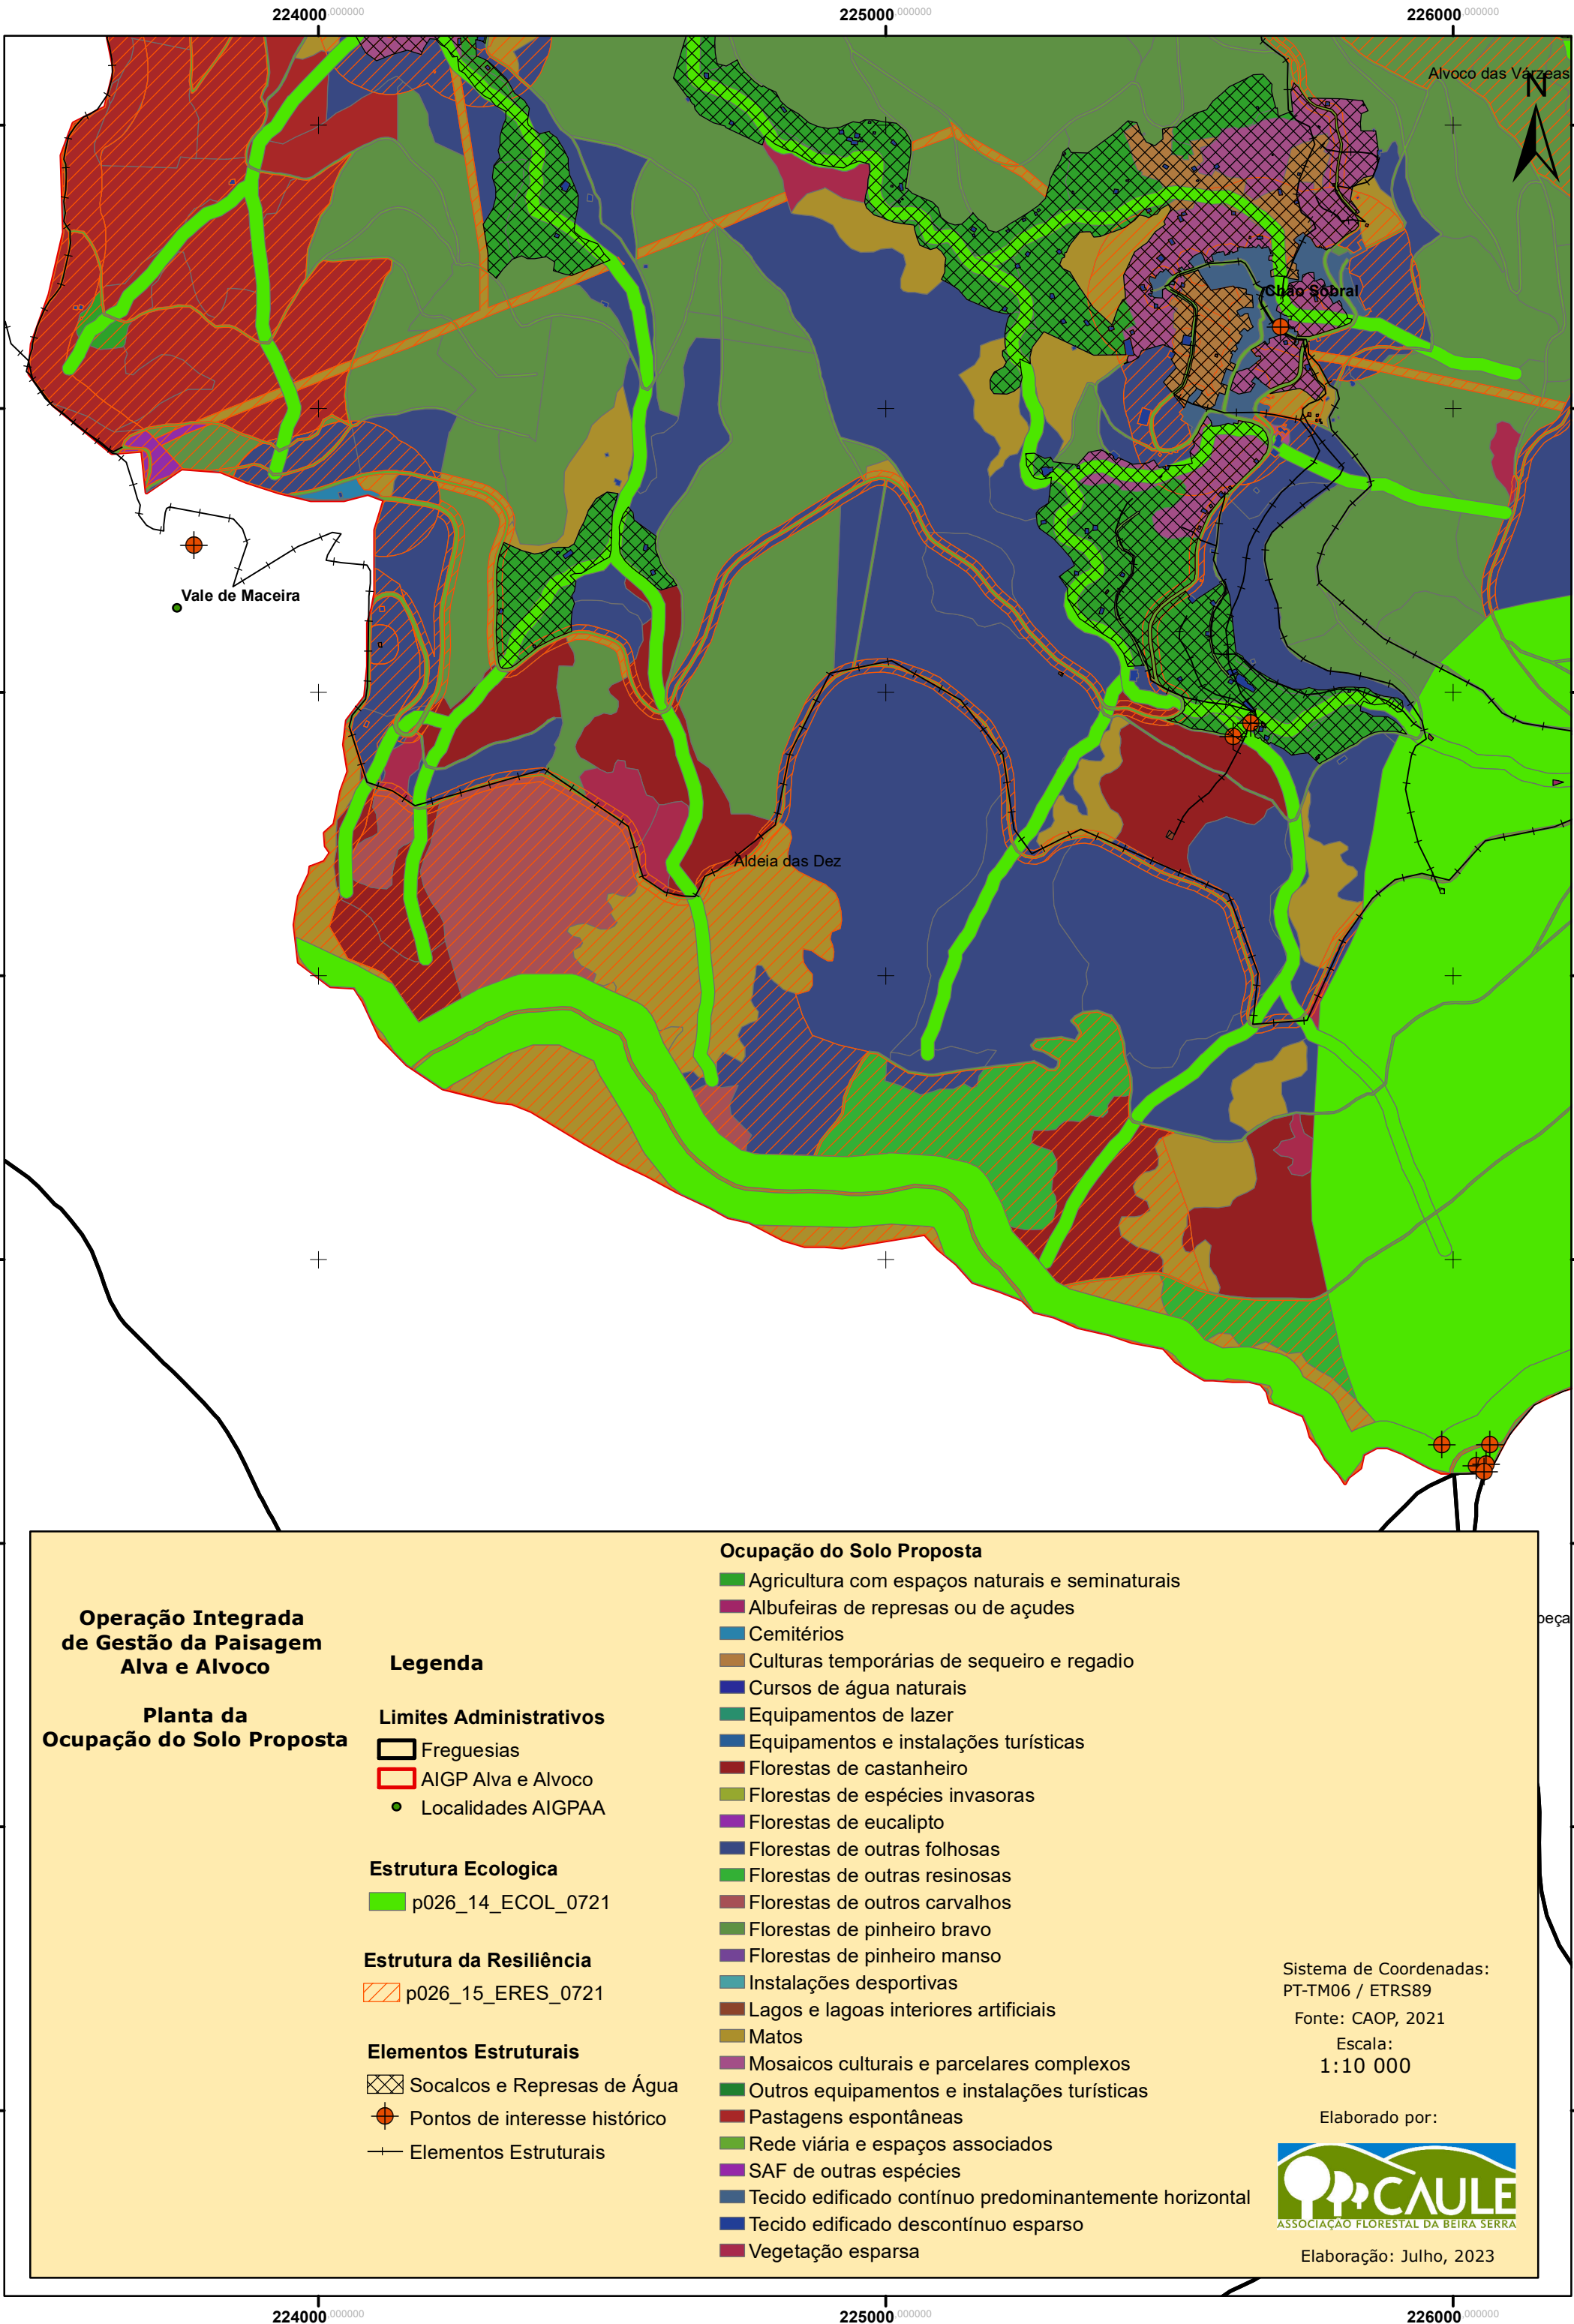 224000.000000
225000.000000
226000.000000
Alvoco das Várzeas
N
Chão Sobral
Vale de Maceira
Aldeia das Dez
beça
Operação Integrada
de Gestão da Paisagem
Alva e Alvoco
Planta da
Ocupação do Solo Proposta
Legenda
Limites Administrativos
Freguesias
AIGP Alva e Alvoco
Localidades AIGPAA
Estrutura Ecologica
p026_14_ECOL_0721
Estrutura da Resiliência
p026_15_ERES_0721
Elementos Estruturais
Socalcos e Represas de Água
Pontos de interesse histórico
Elementos Estruturais
Ocupação do Solo Proposta
Agricultura com espaços naturais e seminaturais
Albufeiras de represas ou de açudes
Cemitérios
Culturas temporárias de sequeiro e regadio
Cursos de água naturais
Equipamentos de lazer
Equipamentos e instalações turísticas
Florestas de castanheiro
Florestas de espécies invasoras
Florestas de eucalipto
Florestas de outras folhosas
Florestas de outras resinosas
Florestas de outros carvalhos
Florestas de pinheiro bravo
Florestas de pinheiro manso
Instalações desportivas
Lagos e lagoas interiores artificiais
Matos
Mosaicos culturais e parcelares complexos
Outros equipamentos e instalações turísticas
Pastagens espontâneas
Rede viária e espaços associados
SAF de outras espécies
Tecido edificado contínuo predominantemente horizontal
Tecido edificado descontínuo esparso
Vegetação esparsa
Sistema de Coordenadas:
PT-TM06 / ETRS89
Fonte: CAOP, 2021
Escala:
1:10 000
Elaborado por:
CAULE
ASSOCIAÇÃO FLORESTAL DA BEIRA SERRA
Elaboração: Julho, 2023
224000.000000
225000.000000
226000.000000